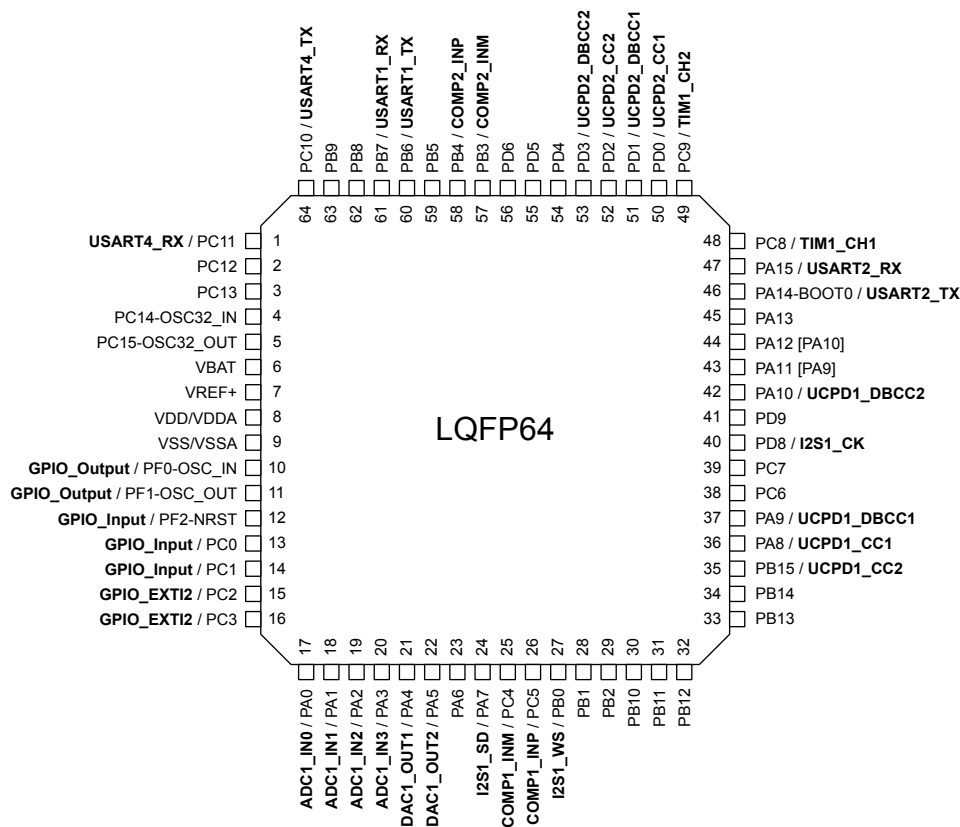 PC10 / USART4_TX
PB9
PB8
PB7 / USART1_RX
PB6 / USART1_TX
PB5
PB4 / COMP2_INP
PB3 / COMP2_INM
PD6
PD5
PD4
PD3 / UCPD2_DBCC2
PD2 / UCPD2_CC2
PD1 / UCPD2_DBCC1
PD0 / UCPD2_CC1
PC9 / TIM1_CH2
64
63
62
61
60
59
58
57
56
55
54
53
52
51
50
49
USART4_RX / PC11 1
PC12 2
PC13 3
PC14-OSC32_IN 4
PC15-OSC32_OUT 5
VBAT 6
VREF+ 7
VDD/VDDA 8
VSS/VSSA 9
GPIO_Output / PF0-OSC_IN 10
GPIO_Output / PF1-OSC_OUT 11
GPIO_Input / PF2-NRST 12
GPIO_Input / PC0 13
GPIO_Input / PC1 14
GPIO_EXTI2 / PC2 15
GPIO_EXTI2 / PC3 16
LQFP64
48 PC8 / TIM1_CH1
47 PA15 / USART2_RX
46 PA14-BOOT0 / USART2_TX
45 PA13
44 PA12 [PA10]
43 PA11 [PA9]
42 PA10 / UCPD1_DBCC2
41 PD9
40 PD8 / I2S1_CK
39 PC7
38 PC6
37 PA9 / UCPD1_DBCC1
36 PA8 / UCPD1_CC1
35 PB15 / UCPD1_CC2
34 PB14
33 PB13
17
18
19
20
21
22
23
24
25
26
27
28
29
30
31
32
ADC1_IN0 / PA0
ADC1_IN1 / PA1
ADC1_IN2 / PA2
ADC1_IN3 / PA3
DAC1_OUT1 / PA4
DAC1_OUT2 / PA5
PA6
I2S1_SD / PA7
COMP1_INM / PC4
COMP1_INP / PC5
I2S1_WS / PB0
PB1
PB2
PB10
PB11
PB12